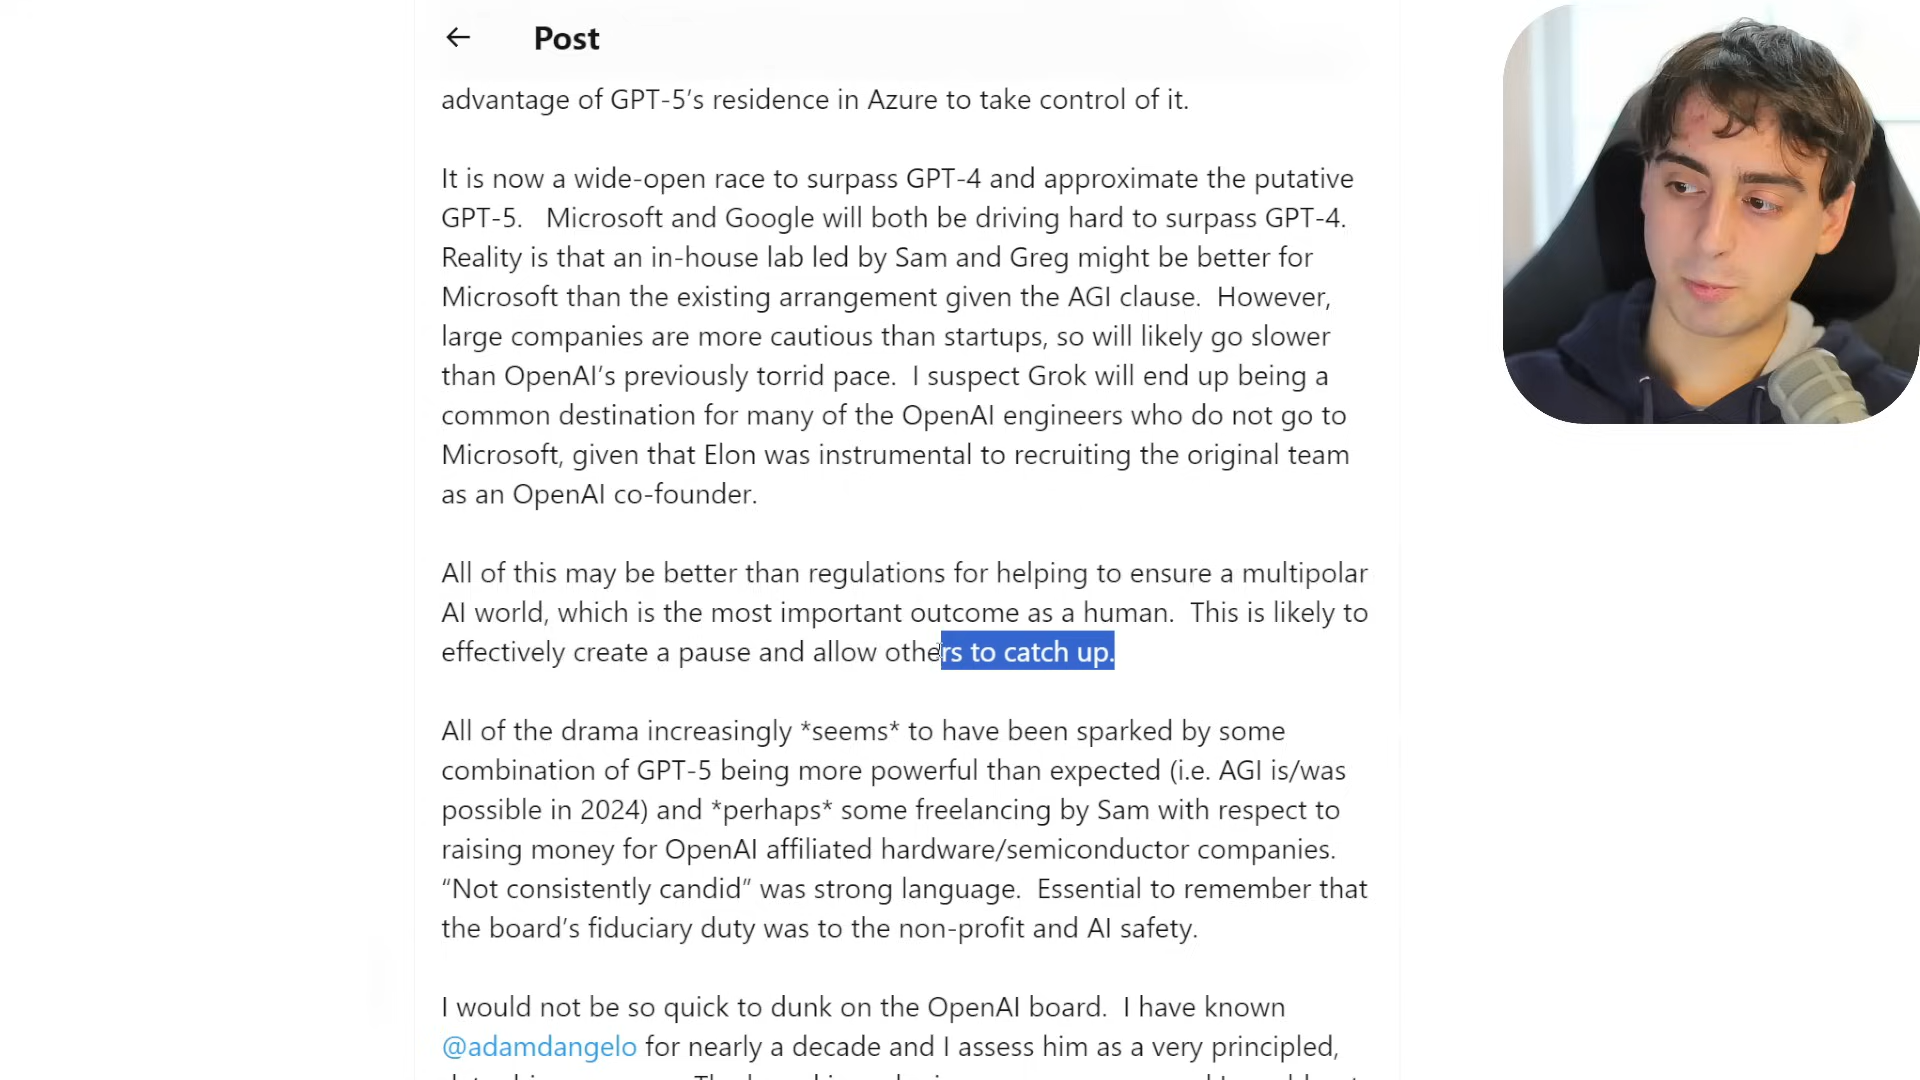 Post
advantage of GPT-5’s residence in Azure to take control of it.
It is now a wide-open race to surpass GPT-4 and approximate the putative
GPT-5.   Microsoft and Google will both be driving hard to surpass GPT-4.
Reality is that an in-house lab led by Sam and Greg might be better for
Microsoft than the existing arrangement given the AGI clause.  However,
large companies are more cautious than startups, so will likely go slower
than OpenAI’s previously torrid pace.  I suspect Grok will end up being a
common destination for many of the OpenAI engineers who do not go to
Microsoft, given that Elon was instrumental to recruiting the original team
as an OpenAI co-founder.
All of this may be better than regulations for helping to ensure a multipolar
AI world, which is the most important outcome as a human.  This is likely to
effectively create a pause and allow others to catch up.
All of the drama increasingly *seems* to have been sparked by some
combination of GPT-5 being more powerful than expected (i.e. AGI is/was
possible in 2024) and *perhaps* some freelancing by Sam with respect to
raising money for OpenAI affiliated hardware/semiconductor companies.
“Not consistently candid” was strong language.  Essential to remember that
the board’s fiduciary duty was to the non-profit and AI safety.
I would not be so quick to dunk on the OpenAI board.  I have known
@adamdangelo for nearly a decade and I assess him as a very principled,